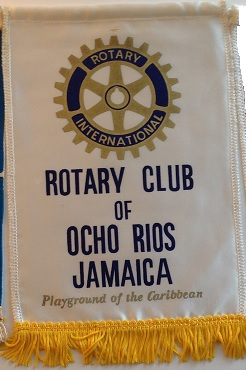 ROTARY
INTERNATIONAL
ROTARY CLUB
OF
OCHO RIOS
JAMAICA
Playground of the Caribbean